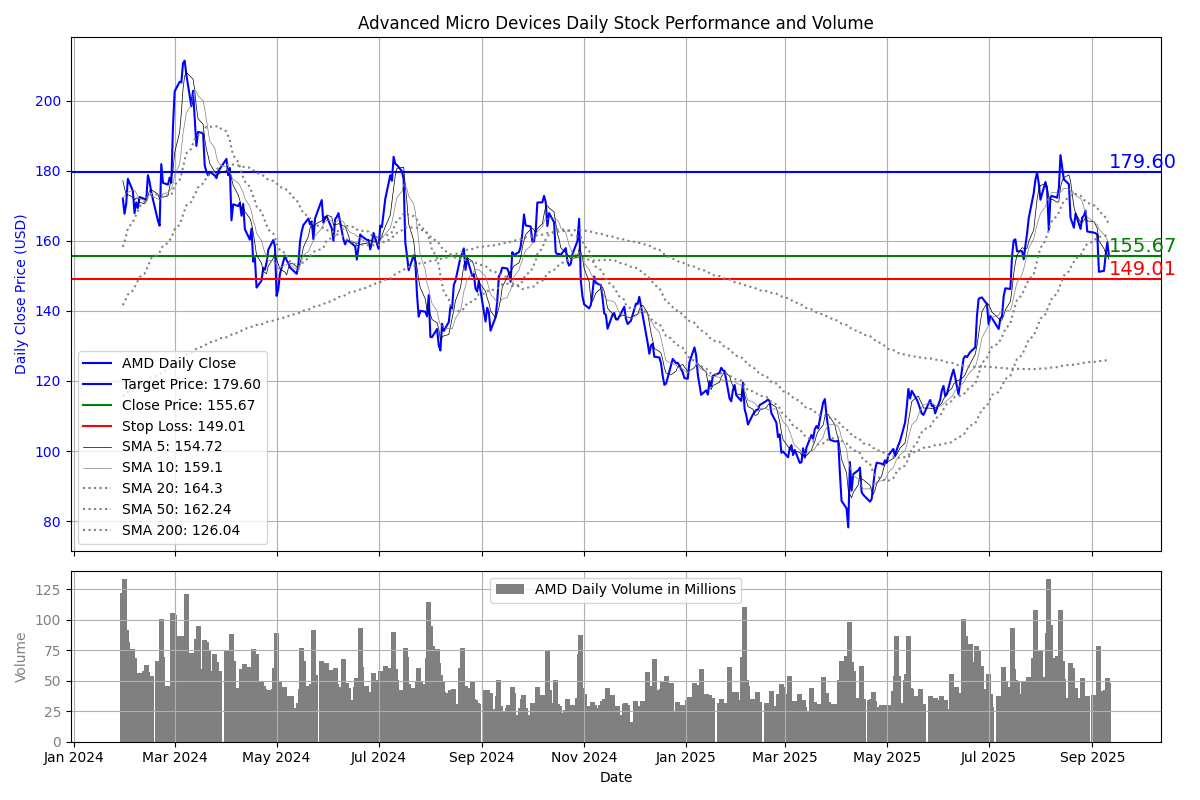 Advanced Micro Devices Daily Stock Performance and Volume
Daily Close Price (USD)
200
180
160
140
120
100
80
179.60
155.67
149.01
AMD Daily Close
Target Price: 179.60
Close Price: 155.67
Stop Loss: 149.01
SMA 5: 154.72
SMA 10: 159.1
SMA 20: 164.3
SMA 50: 162.24
SMA 200: 126.04
Volume
125
100
75
50
25
0
AMD Daily Volume in Millions
Jan 2024 Mar 2024 May 2024 Jul 2024 Sep 2024 Nov 2024 Jan 2025 Mar 2025 May 2025 Jul 2025 Sep 2025
Date